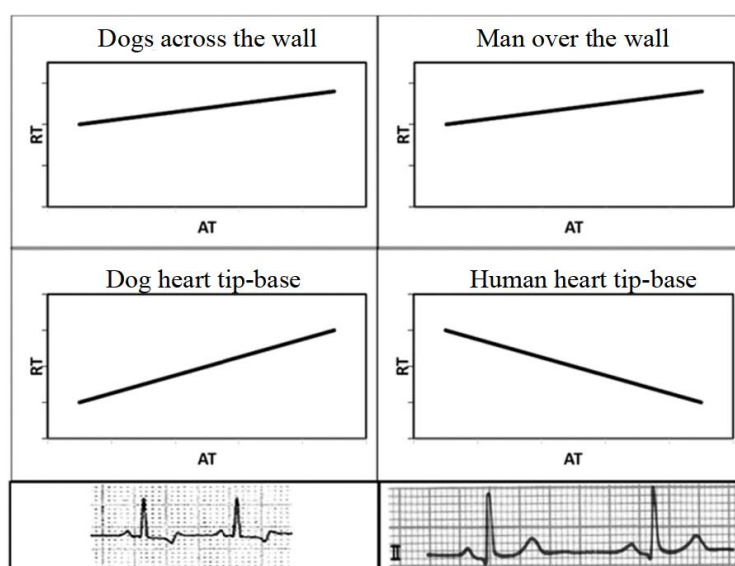 Dogs across the wall
RT
AT
Man over the wall
RT
AT
Dog heart tip-base
RT
AT
Human heart tip-base
RT
AT
II